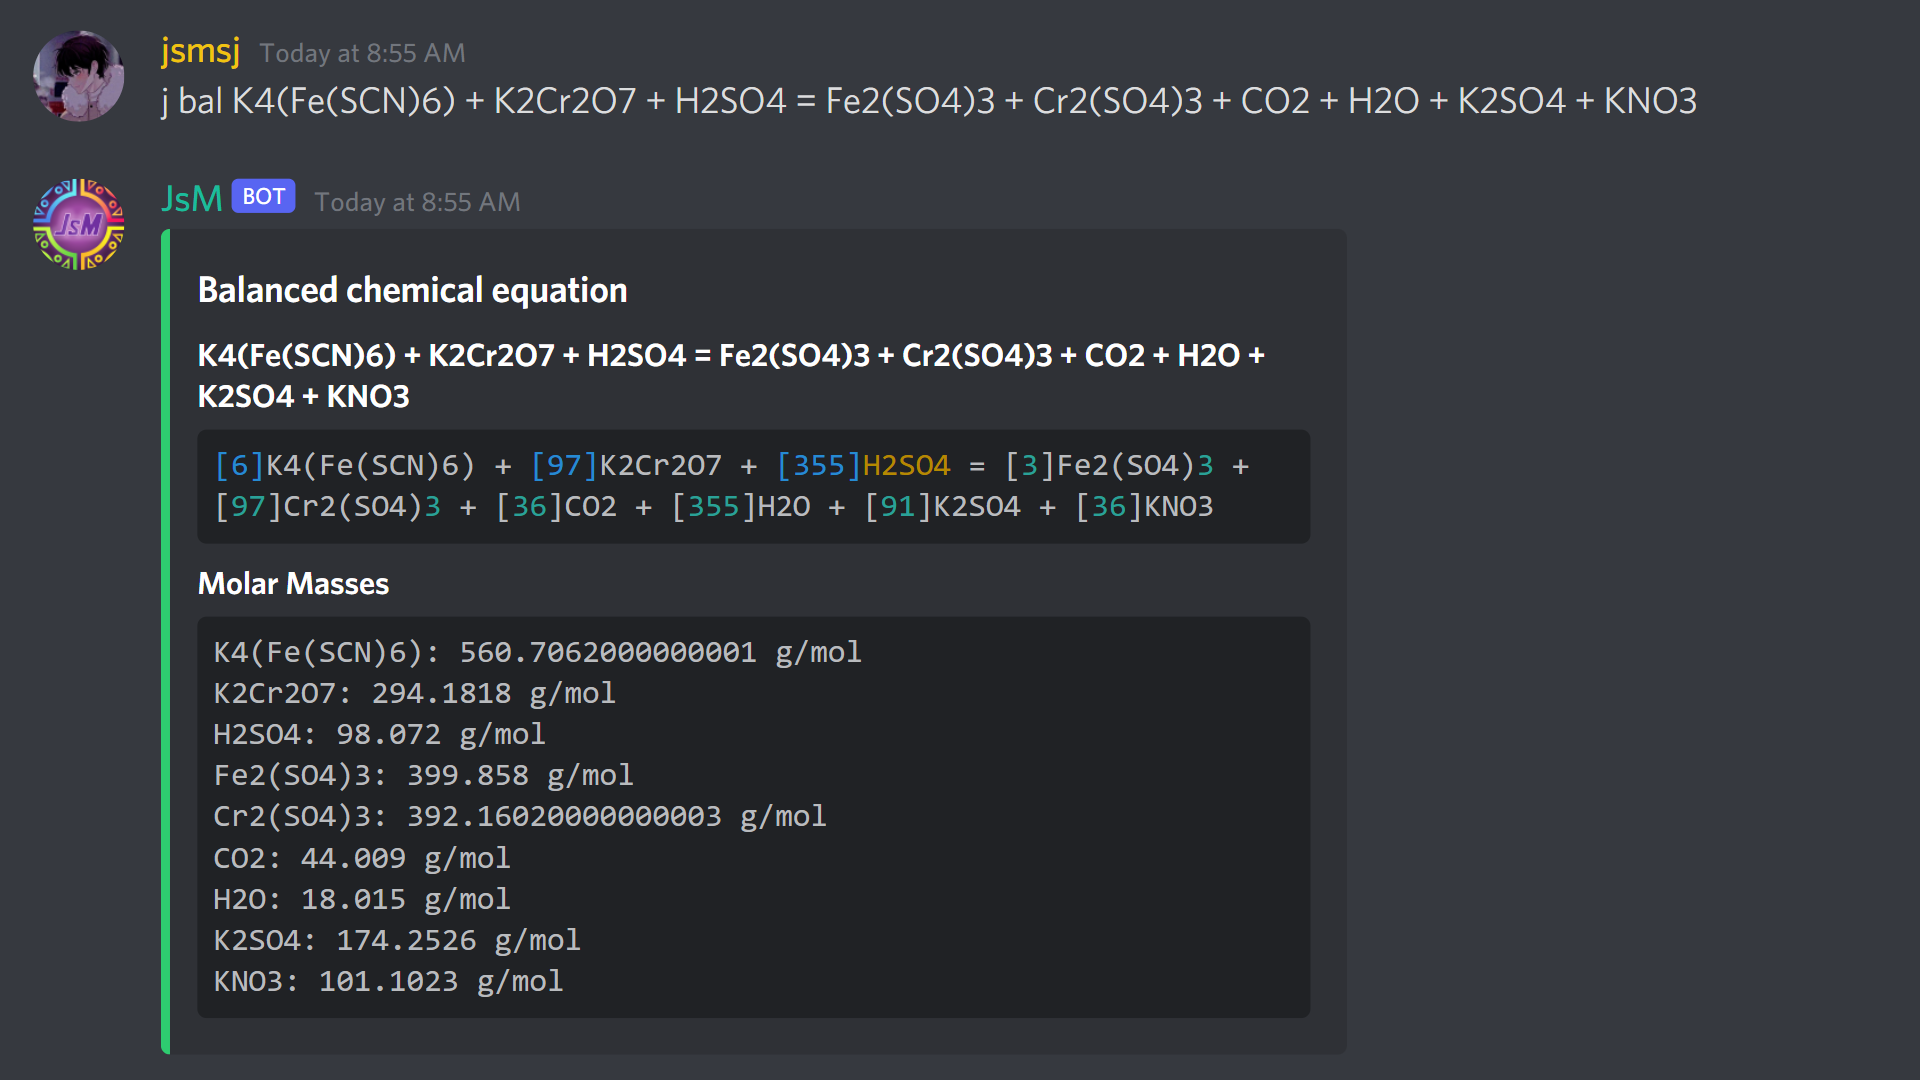 jsmsj Today at 8:55 AM
j bal K4(Fe(SCN)6) + K2Cr2O7 + H2SO4 = Fe2(SO4)3 + Cr2(SO4)3 + CO2 + H2O + K2SO4 + KNO3
JsM BOT Today at 8:55 AM
JsM
Balanced chemical equation
K4(Fe(SCN)6) + K2Cr2O7 + H2SO4 = Fe2(SO4)3 + Cr2(SO4)3 + CO2 + H2O +
K2SO4 + KNO3
[6]K4(Fe(SCN)6) + [97]K2Cr2O7 + [355]H2SO4 = [3]Fe2(SO4)3 +
[97]Cr2(SO4)3 + [36]CO2 + [355]H2O + [91]K2SO4 + [36]KNO3
Molar Masses
K4(Fe(SCN)6): 560.7062000000001 g/mol
K2Cr2O7: 294.1818 g/mol
H2SO4: 98.072 g/mol
Fe2(SO4)3: 399.858 g/mol
Cr2(SO4)3: 392.16020000000003 g/mol
CO2: 44.009 g/mol
H2O: 18.015 g/mol
K2SO4: 174.2526 g/mol
KNO3: 101.1023 g/mol